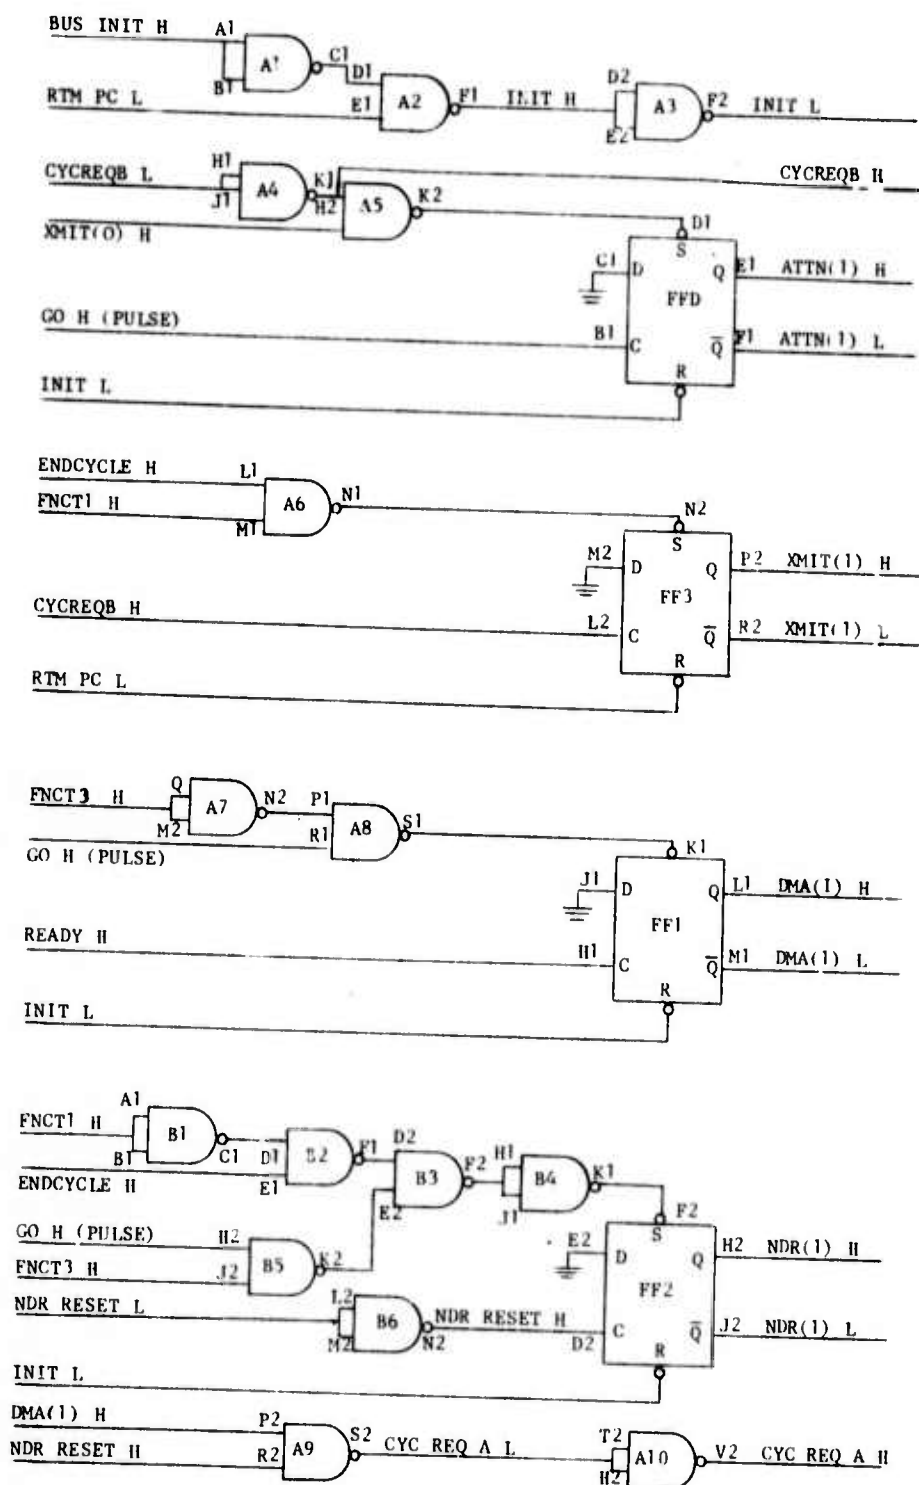 BUS INIT H A1 A1 C1 D1
B1
RTM PC L E1 A2 F1 INIT H D2 A3 F2 INIT L
E2
H1
CYCREQB L A4 K1 CYCREQB H
J1 H2 A5 K2
XMIT(0) H D1
S
C1 D Q E1 ATTN(1) H
FFD
GO H (PULSE) B1 C Q̅ F1 ATTN(1) L
R
INIT L
ENDCYCLE H L1
FNCT1 H A6 N1 N2
M1
S
M2 D Q P2 XMIT(1) H
FF3
CYCREQB H L2 C Q̅ R2 XMIT(1) L
R
RTM PC L
Q
FNCT3 H A7 N2 P1
M2 R1 A8 S1
GO H (PULSE) K1
J1 D Q L1 DMA(1) H
FF1
READY H H1 C Q̅ M1 DMA(1) L
R
INIT L
A1
FNCT1 H B1 D2
B1 C1 D1 B2 F1 H1
ENDCYCLE H E1 B3 F2 B4 K1
E2 J1
GO H (PULSE) H2 F2
S
B5 K2 E2 D Q H2 NDR(1) H
FNCT3 H J2
FF2
NDR RESET L L2 B6 NDR RESET H C Q̅ J2 NDR(1) L
M2 N2 D2
R
INIT L
DMA(1) H P2
A9 S2 CYC REQ A L T2 A10 V2 CYC REQ A H
NDR RESET H R2 H2